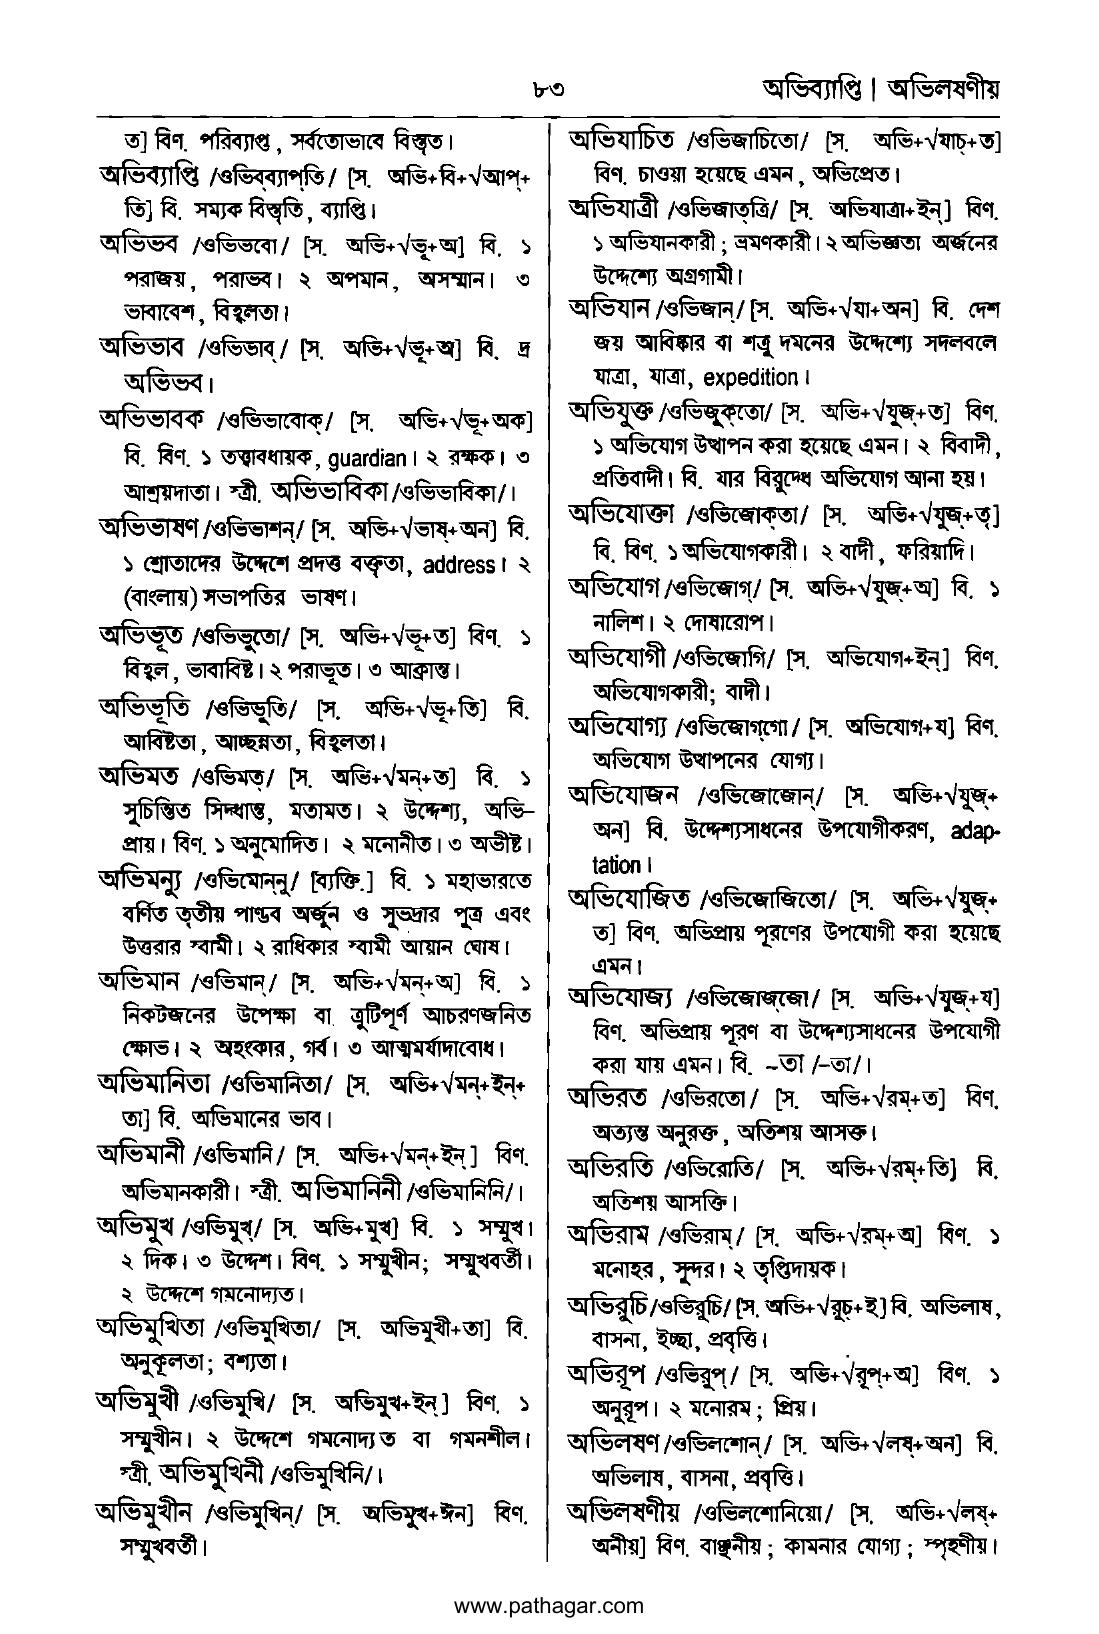 ৮৩
অভিব্যাপ্তি | অভিলষণীয়
ত] বিণ. পরিব্যাপ্ত, সর্বতোভাবে বিস্তৃত।
অভিব্যাপ্তি /ওভিব্‌ব্যাপ্‌তি/ [স. অভি+বি+√আপ্‌+
তি] বি. সম্যক বিস্তৃতি, ব্যাপ্তি।
অভিভব /ওভিভবো/ [স. অভি+√ভূ+অ] বি. ১
পরাজয়, পরাভব। ২ অপমান, অসম্মান। ৩
ভাবাবেশ, বিহ্বলতা।
অভিভাব /ওভিভাব্/ [স. অভি+√ভূ+অ] বি. দ্র
অভিভব।
অভিভাবক /ওভিভাবোক্/ [স. অভি+√ভূ+অক]
বি. বিণ. ১ তত্ত্বাবধায়ক, guardian। ২ রক্ষক। ৩
আশ্রয়দাতা। স্ত্রী. অভিভাবিকা /ওভিভাবিকা/।
অভিভাষণ /ওভিভাশন্/ [স. অভি+√ভাষ্+অন] বি.
১ শ্রোতাদের উদ্দেশে প্রদত্ত বক্তৃতা, address। ২
(বাংলায়) সভাপতির ভাষণ।
অভিভূত /ওভিভুতো/ [স. অভি+√ভূ+ত] বিণ. ১
বিহ্বল, ভাবাবিষ্ট। ২ পরাভূত। ৩ আক্রান্ত।
অভিভূতি /ওভিভুতি/ [স. অভি+√ভূ+তি] বি.
আবিষ্টতা, আচ্ছন্নতা, বিহ্বলতা।
অভিমত /ওভিমত্/ [স. অভি+√মন্+ত] বি. ১
সুচিন্তিত সিদ্ধান্ত, মতামত। ২ উদ্দেশ্য, অভি–
প্রায়। বিণ. ১ অনুমোদিত। ২ মনোনীত। ৩ অভীষ্ট।
অভিমন্যু /ওভিমোন্‌নু/ [ব্যক্তি.] বি. ১ মহাভারতে
বর্ণিত তৃতীয় পাণ্ডব অর্জুন ও সুভদ্রার পুত্র এবং
উত্তরার স্বামী। ২ রাধিকার স্বামী আয়ান ঘোষ।
অভিমান /ওভিমান্/ [স. অভি+√মন্+অ] বি. ১
নিকটজনের উপেক্ষা বা ত্রুটিপূর্ণ আচরণজনিত
ক্ষোভ। ২ অহংকার, গর্ব। ৩ আত্মমর্যাদাবোধ।
অভিমানিতা /ওভিমানিতা/ [স. অভি+√মন্+ইন্+
তা] বি. অভিমানের ভাব।
অভিমানী /ওভিমানি/ [স. অভি+√মন্+ইন্] বিণ.
অভিমানকারী। স্ত্রী. অভিমানিনী /ওভিমানিনি/।
অভিমুখ /ওভিমুখ্/ [স. অভি+মুখ] বি. ১ সম্মুখ।
২ দিক। ৩ উদ্দেশ। বিণ. ১ সম্মুখীন; সম্মুখবর্তী।
২ উদ্দেশে গমনোদ্যত।
অভিমুখিতা /ওভিমুখিতা/ [স. অভিমুখী+তা] বি.
অনুকূলতা; বশ্যতা।
অভিমুখী /ওভিমুখি/ [স. অভিমুখ+ইন্] বিণ. ১
সম্মুখীন। ২ উদ্দেশে গমনোদ্যত বা গমনশীল।
স্ত্রী. অভিমুখিনী /ওভিমুখিনি/।
অভিমুখীন /ওভিমুখিন্/ [স. অভিমুখ+ঈন] বিণ.
সম্মুখবর্তী।
অভিযাচিত /ওভিজাচিতো/ [স. অভি+√যাচ্+ত]
বিণ. চাওয়া হয়েছে এমন, অভিপ্রেত।
অভিযাত্রী /ওভিজাত্‌ত্রি/ [স. অভিযাত্রা+ইন্] বিণ.
১ অভিযানকারী; ভ্রমণকারী। ২ অভিজ্ঞতা অর্জনের
উদ্দেশ্যে অগ্রগামী।
অভিযান /ওভিজান্/ [স. অভি+√যা+অন] বি. দেশ
জয় আবিষ্কার বা শত্রু দমনের উদ্দেশ্যে সদলবলে
যাত্রা, যাত্রা, expedition।
অভিযুক্ত /ওভিজুক্‌তো/ [স. অভি+√যুজ্+ত] বিণ.
১ অভিযোগ উত্থাপন করা হয়েছে এমন। ২ বিবাদী,
প্রতিবাদী। বি. যার বিরুদ্ধে অভিযোগ আনা হয়।
অভিযোক্তা /ওভিজোক্‌তা/ [স. অভি+√যুজ্+তৃ]
বি. বিণ. ১ অভিযোগকারী। ২ বাদী, ফরিয়াদি।
অভিযোগ /ওভিজোগ্/ [স. অভি+√যুজ্+অ] বি. ১
নালিশ। ২ দোষারোপ।
অভিযোগী /ওভিজোগি/ [স. অভিযোগ+ইন্] বিণ.
অভিযোগকারী; বাদী।
অভিযোগ্য /ওভিজোগ্‌গো/ [স. অভিযোগ+য] বিণ.
অভিযোগ উত্থাপনের যোগ্য।
অভিযোজন /ওভিজোজোন্/ [স. অভি+√যুজ্+
অন] বি. উদ্দেশ্যসাধনের উপযোগীকরণ, adap-
tation।
অভিযোজিত /ওভিজোজিতো/ [স. অভি+√যুজ্+
ত] বিণ. অভিপ্রায় পূরণের উপযোগী করা হয়েছে
এমন।
অভিযোজ্য /ওভিজোজ্‌জো/ [স. অভি+√যুজ্+য]
বিণ. অভিপ্রায় পূরণ বা উদ্দেশ্যসাধনের উপযোগী
করা যায় এমন। বি. –তা /–তা/।
অভিরত /ওভিরতো/ [স. অভি+√রম্+ত] বিণ.
অত্যন্ত অনুরক্ত, অতিশয় আসক্ত।
অভিরতি /ওভিরোতি/ [স. অভি+√রম্+তি] বি.
অতিশয় আসক্তি।
অভিরাম /ওভিরাম্/ [স. অভি+√রম্+অ] বিণ. ১
মনোহর, সুন্দর। ২ তৃপ্তিদায়ক।
অভিরুচি /ওভিরুচি/ [স. অভি+√রুচ্+ই] বি. অভিলাষ,
বাসনা, ইচ্ছা, প্রবৃত্তি।
অভিরূপ /ওভিরুপ্/ [স. অভি+√রূপ্+অ] বিণ. ১
অনুরূপ। ২ মনোরম; প্রিয়।
অভিলষণ /ওভিলশোন্/ [স. অভি+√লষ্+অন] বি.
অভিলাষ, বাসনা, প্রবৃত্তি।
অভিলষণীয় /ওভিলশোনিয়ো/ [স. অভি+√লষ্+
অনীয়] বিণ. বাঞ্ছনীয়; কামনার যোগ্য; স্পৃহণীয়।
www.pathagar.com